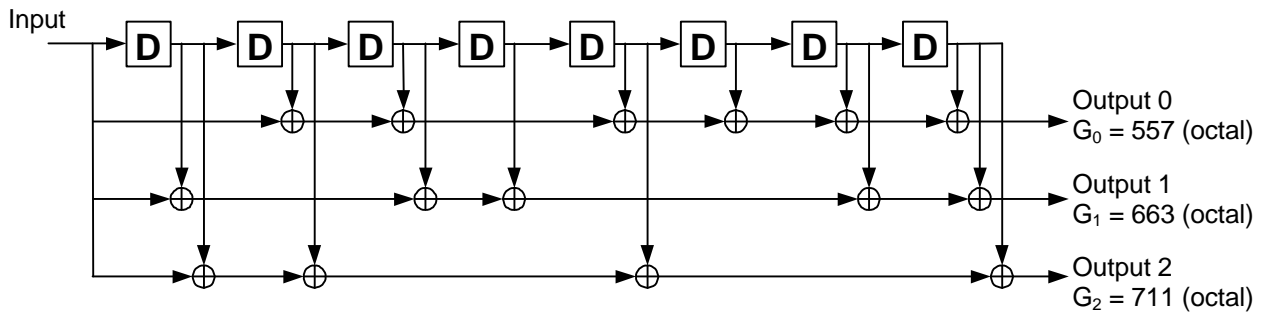 Input
D D D D D D D D
Output 0
G₀ = 557 (octal)
Output 1
G₁ = 663 (octal)
Output 2
G₂ = 711 (octal)